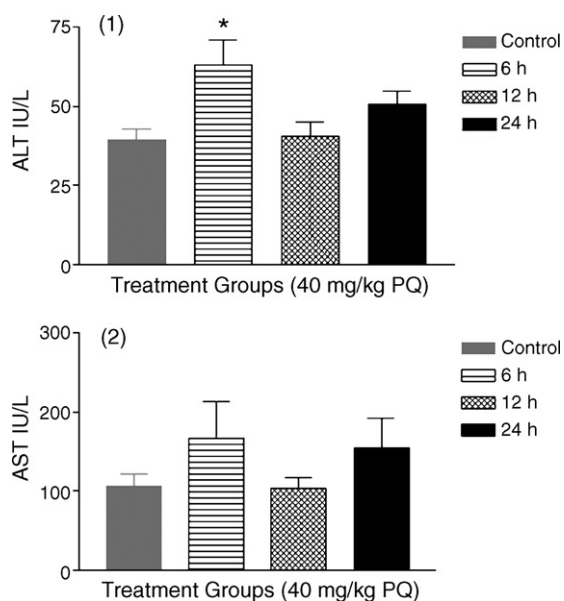 (1)
*
75
50
25
0
ALT IU/L
Control
6 h
12 h
24 h
Treatment Groups (40 mg/kg PQ)
(2)
300
200
100
0
AST IU/L
Control
6 h
12 h
24 h
Treatment Groups (40 mg/kg PQ)